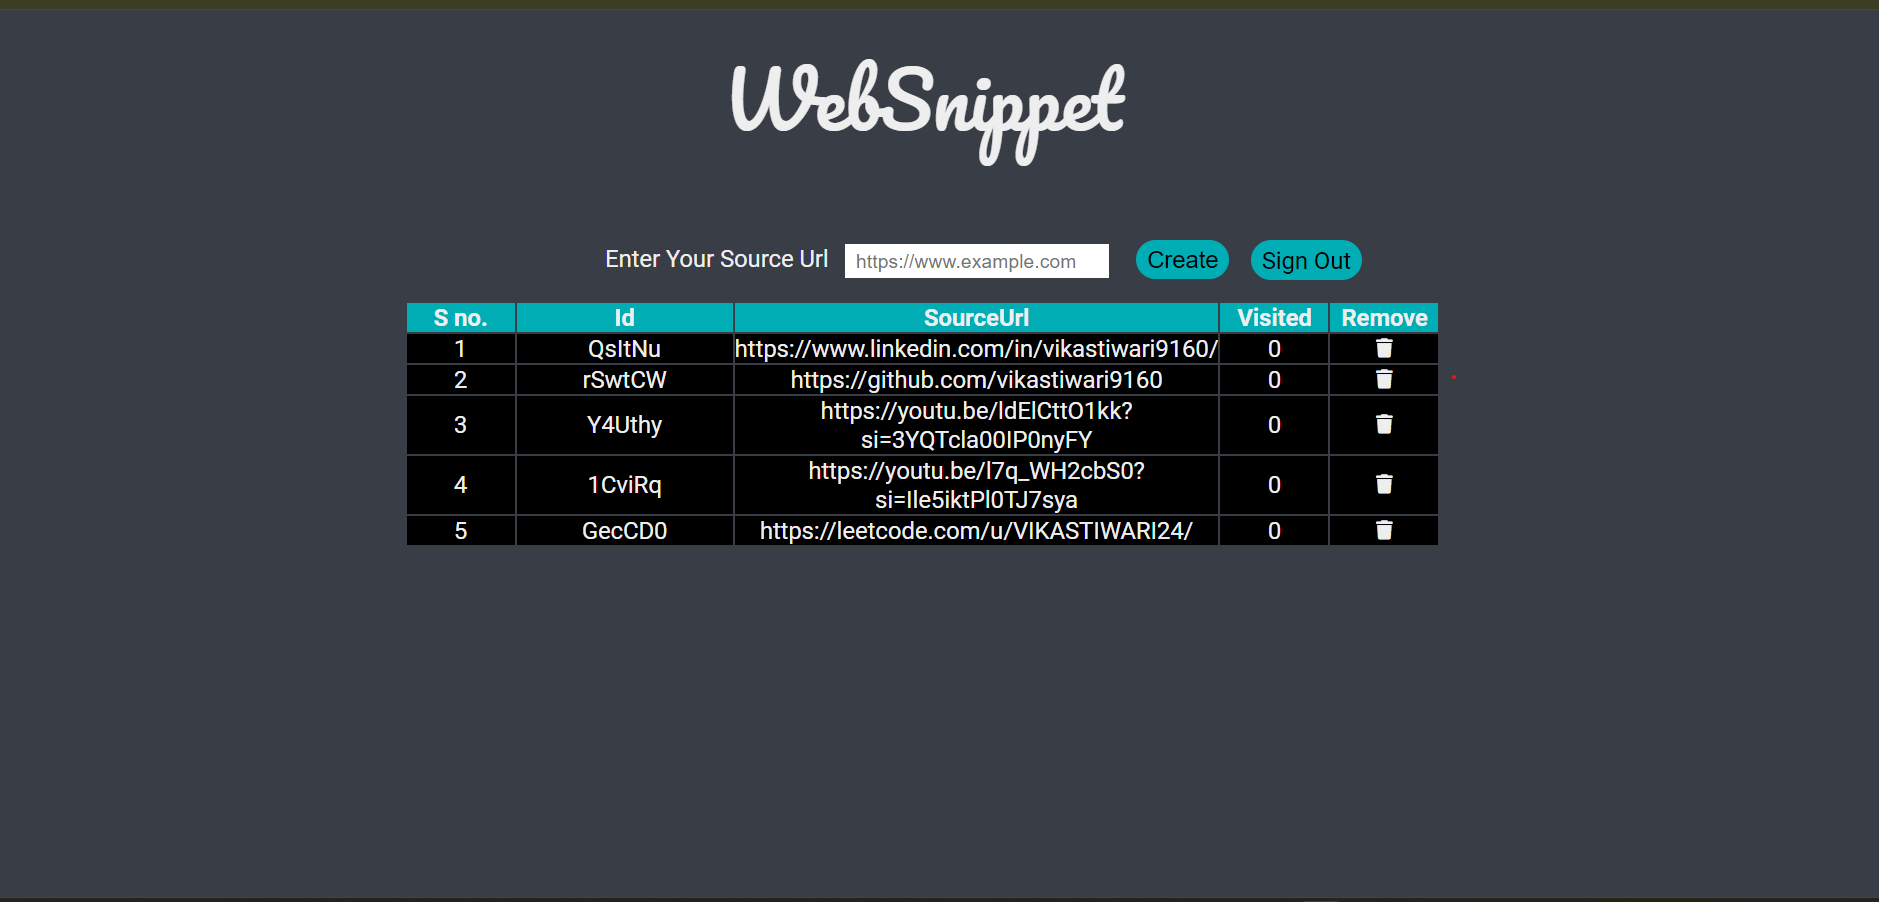 WebSnippet
Enter Your Source Url https://www.example.com Create Sign Out
S no. Id SourceUrl Visited Remove
1 QsItNu https://www.linkedin.com/in/vikastiwari9160/ 0
2 rSwtCW https://github.com/vikastiwari9160 0
3 Y4Uthy https://youtu.be/ldElCttO1kk?
si=3YQTcla00IP0nyFY 0
4 1CviRq https://youtu.be/l7q_WH2cbS0?
si=Ile5iktPl0TJ7sya 0
5 GecCD0 https://leetcode.com/u/VIKASTIWARI24/ 0